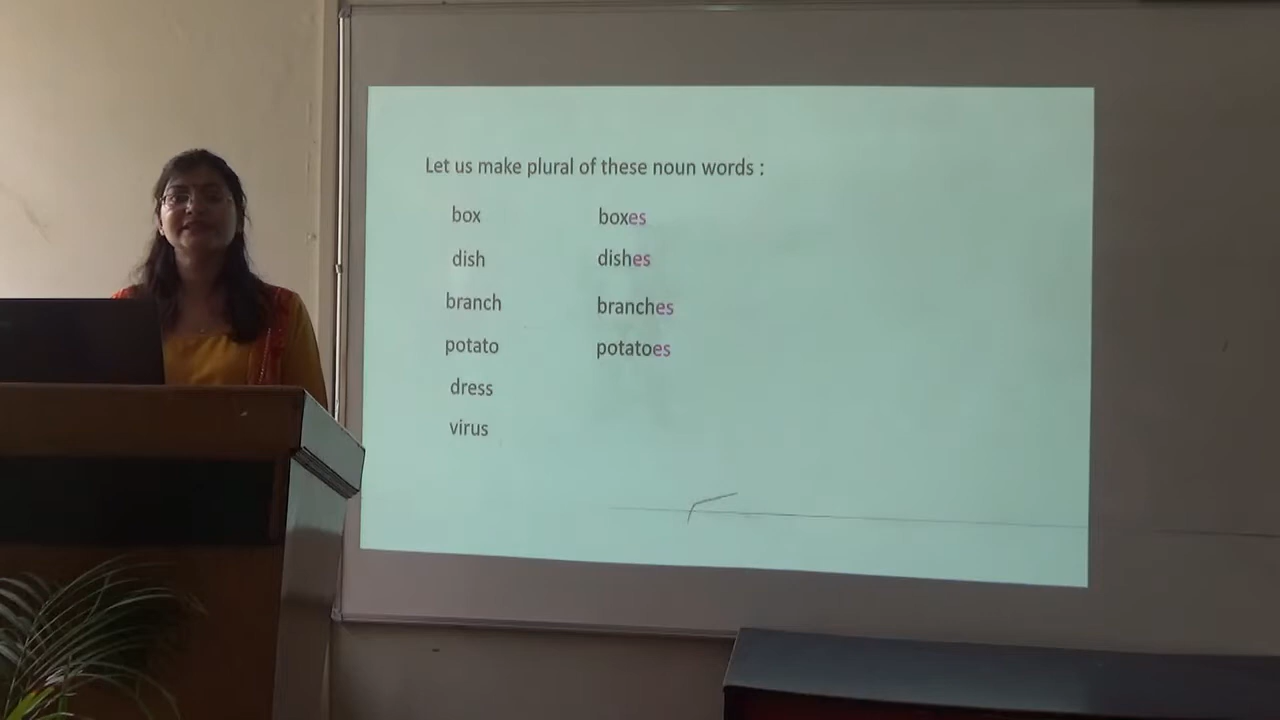 Let us make plural of these noun words :
box boxes
dish dishes
branch branches
potato potatoes
dress
virus